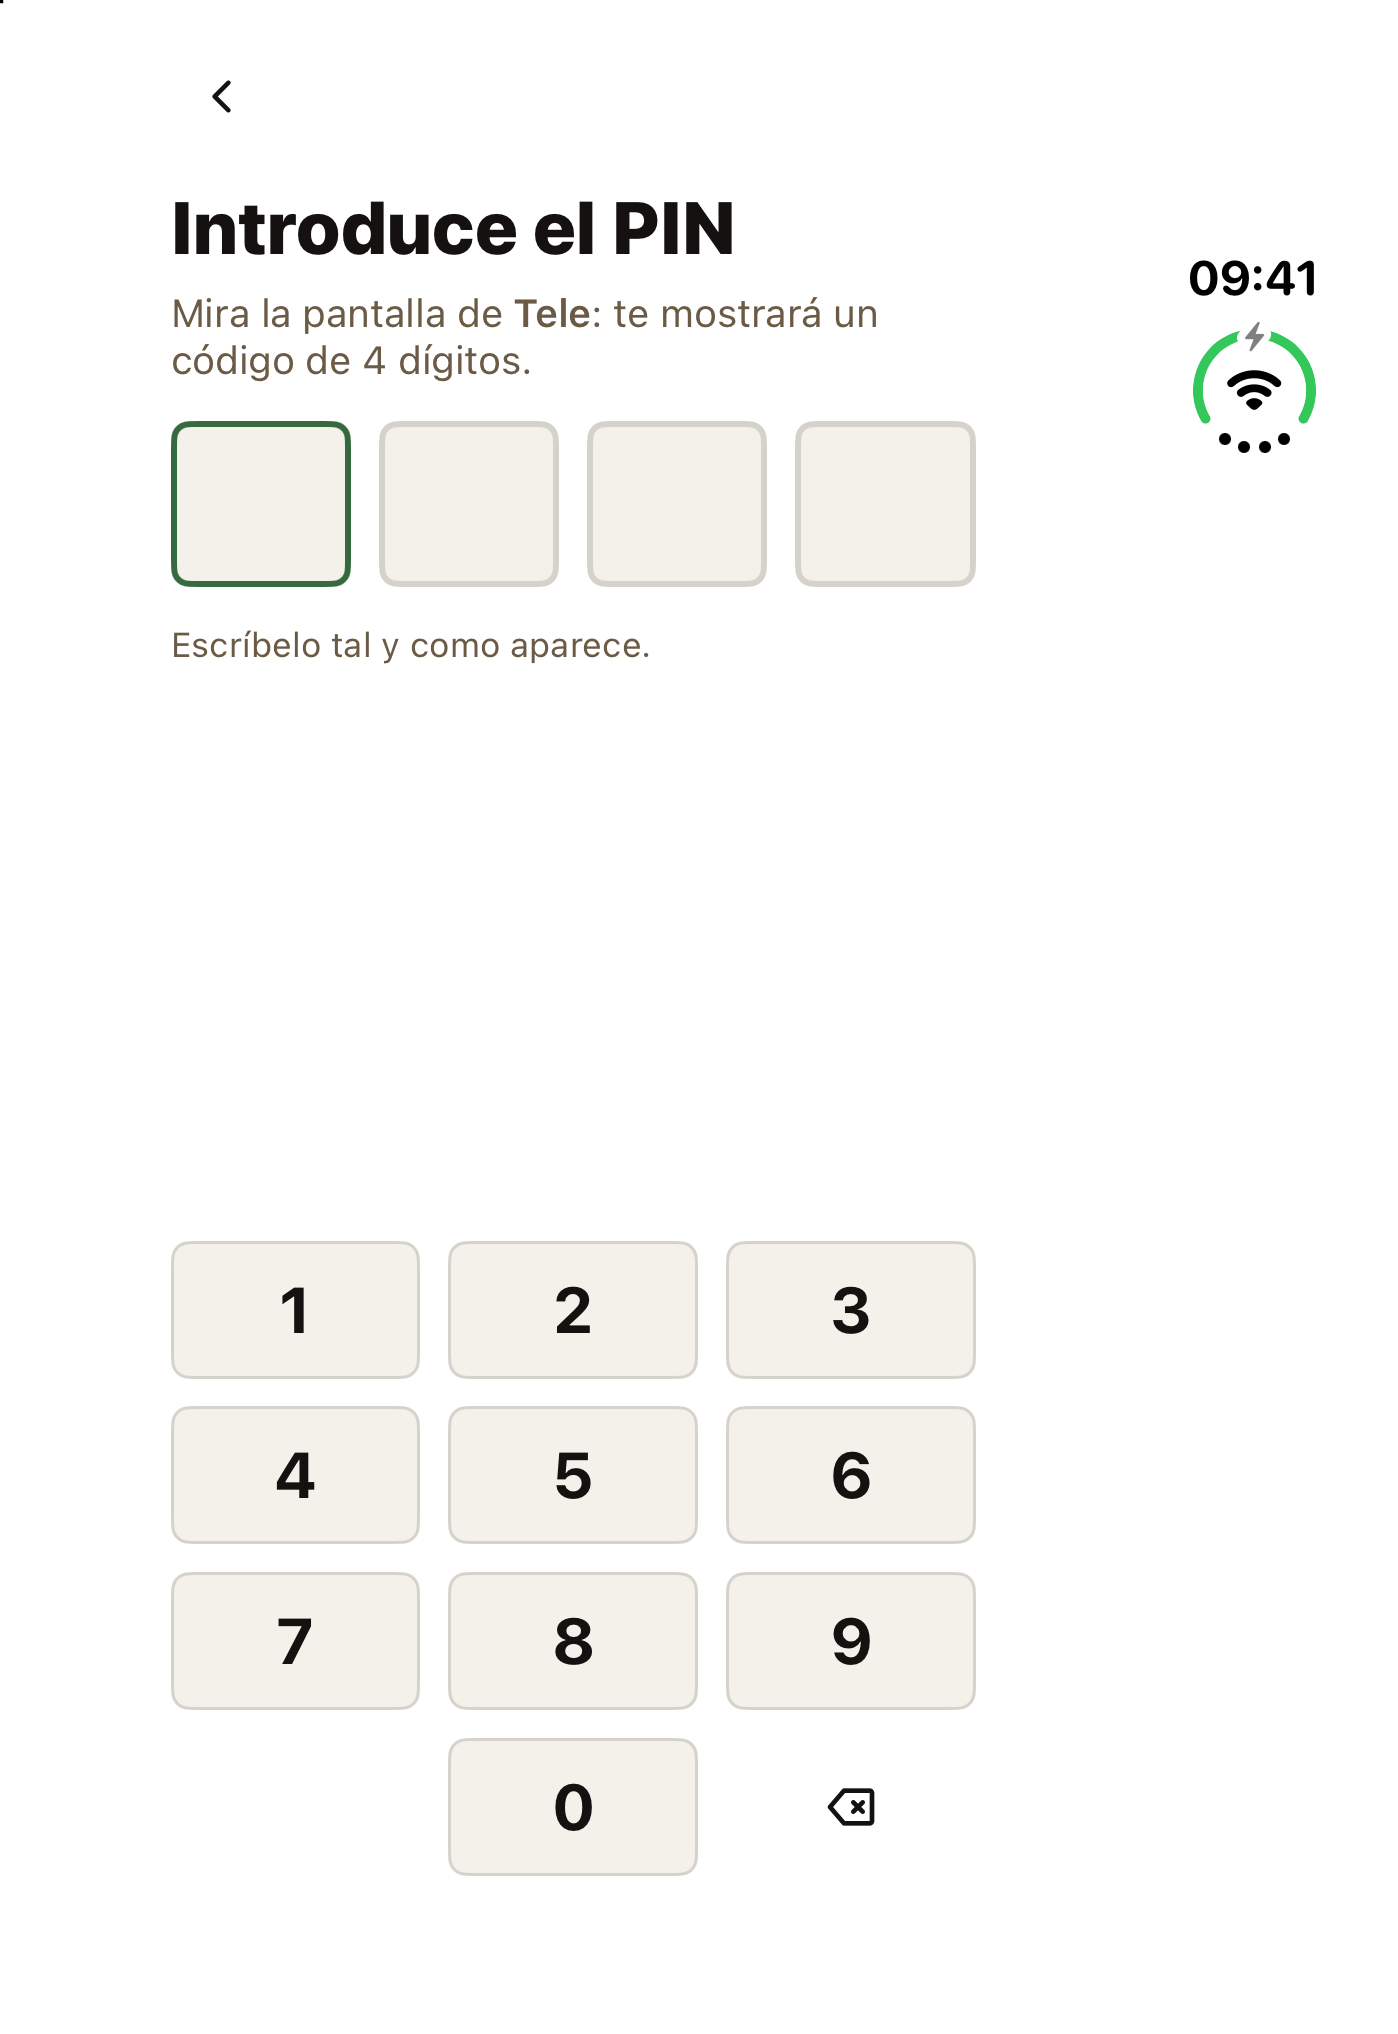 Introduce el PIN
09:41
Mira la pantalla de Tele: te mostrará un
código de 4 dígitos.
Escríbelo tal y como aparece.
1 2 3
4 5 6
7 8 9
0